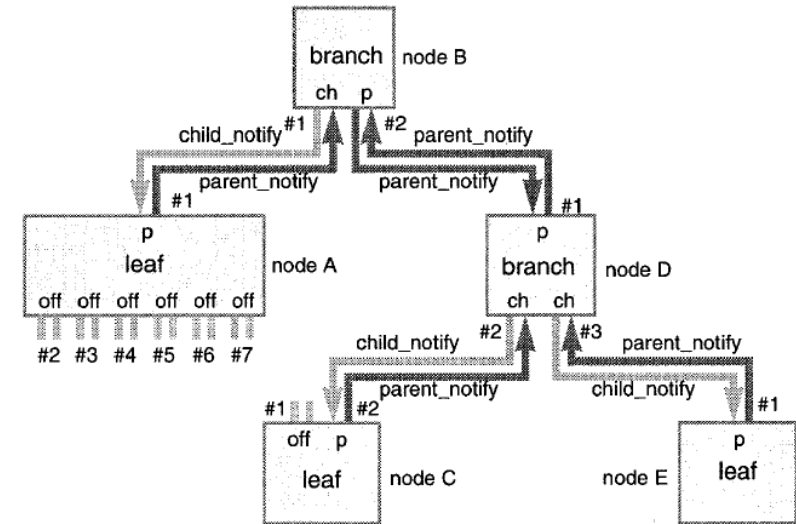 branch node B
ch p
#1 #2
child_notify parent_notify
parent_notify parent_notify
#1 #1
p p
leaf node A branch node D
off off off off off off ch ch
#2 #3 #4 #5 #6 #7 #2 #3
child_notify parent_notify
parent_notify child_notify
#1 #2 #1
off p p
leaf node C node E leaf